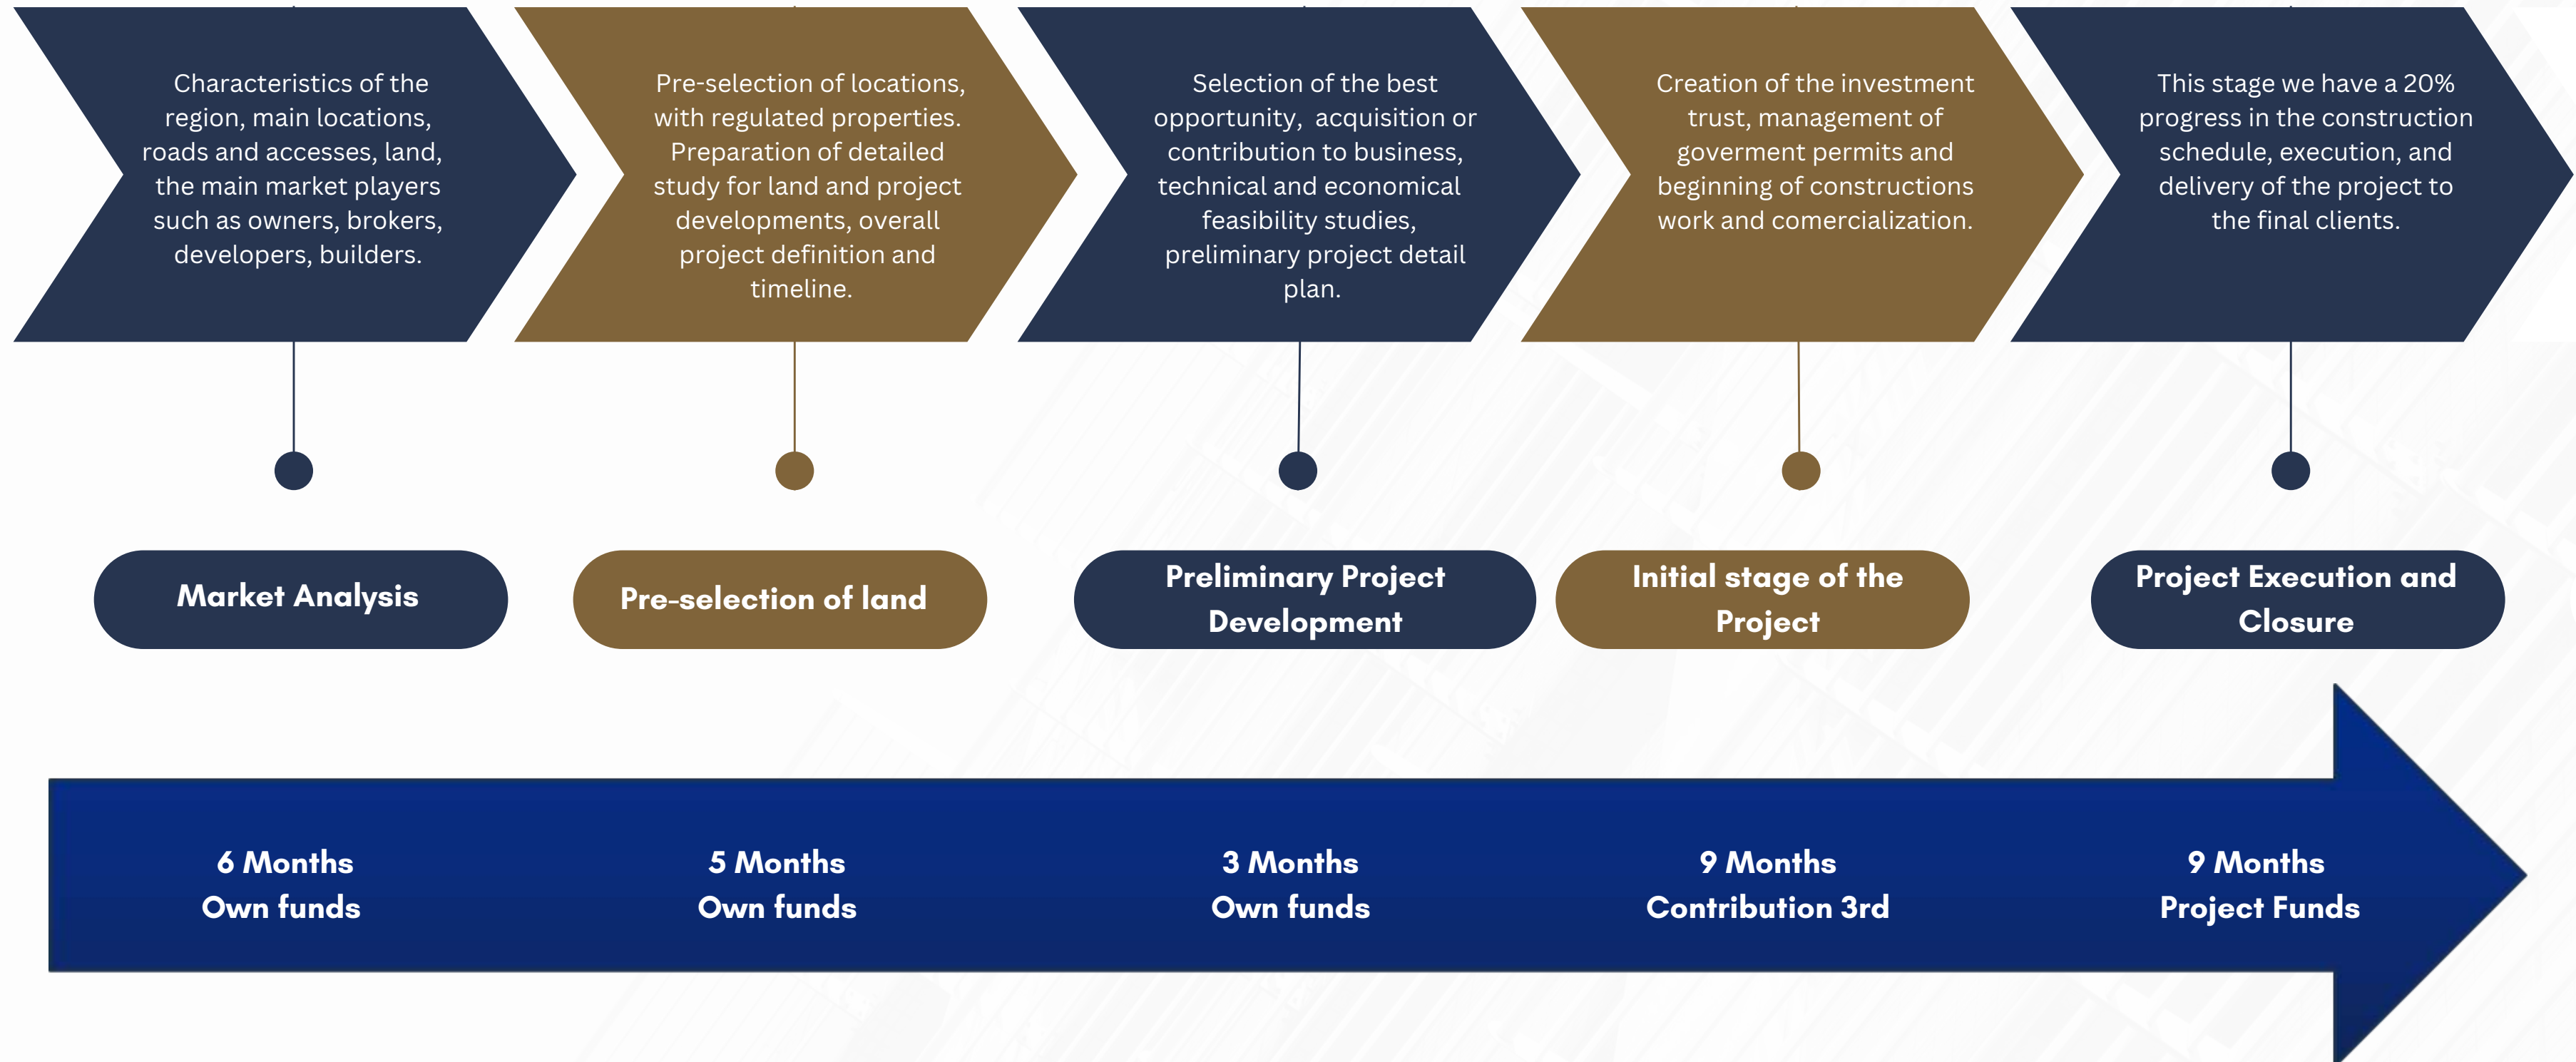 Characteristics of the
region, main locations,
roads and accesses, land,
the main market players
such as owners, brokers,
developers, builders.
Pre-selection of locations,
with regulated properties.
Preparation of detailed
study for land and project
developments, overall
project definition and
timeline.
Selection of the best
opportunity,  acquisition or
contribution to business,
technical and economical
feasibility studies,
preliminary project detail
plan.
Creation of the investment
trust, management of
goverment permits and
beginning of constructions
work and comercialization.
This stage we have a 20%
progress in the construction
schedule, execution, and
delivery of the project to
the final clients.
Market Analysis
Pre-selection of land
Preliminary Project
Development
Initial stage of the
Project
Project Execution and
Closure
6 Months
Own funds
5 Months
Own funds
3 Months
Own funds
9 Months
Contribution 3rd
9 Months
Project Funds